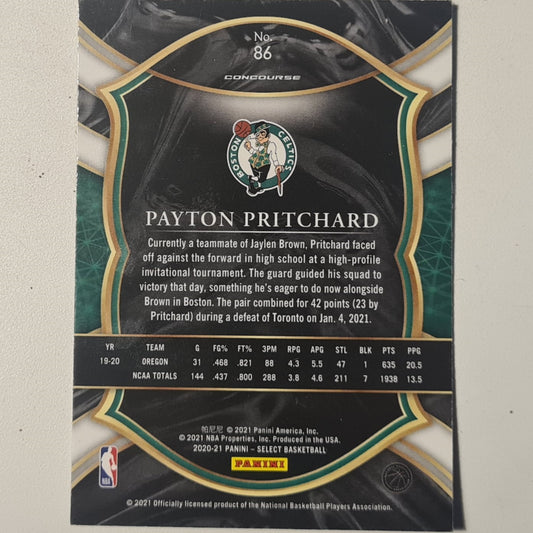 No.
86
CONCOURSE
BOSTON CELTICS
PAYTON PRITCHARD
Currently a teammate of Jaylen Brown, Pritchard faced
off against the forward in high school at a high-profile
invitational tournament. The guard guided his squad to
victory that day, something he's eager to do now alongside
Brown in Boston. The pair combined for 42 points (23 by
Pritchard) during a defeat of Toronto on Jan. 4, 2021.
YR TEAM G FG% FT% 3PM RPG APG STL BLK PTS PPG
19-20 OREGON 31 .468 .821 88 4.3 5.5 47 1 635 20.5
NCAA TOTALS 144 .437 .800 288 3.8 4.6 211 7 1938 13.5
帕尼尼 © 2021 Panini America, Inc.
© 2021 NBA Properties, Inc. Produced in the USA.
2020-21 PANINI – SELECT BASKETBALL
PANINI
NBA
© 2021 Officially licensed product of the National Basketball Players Association.